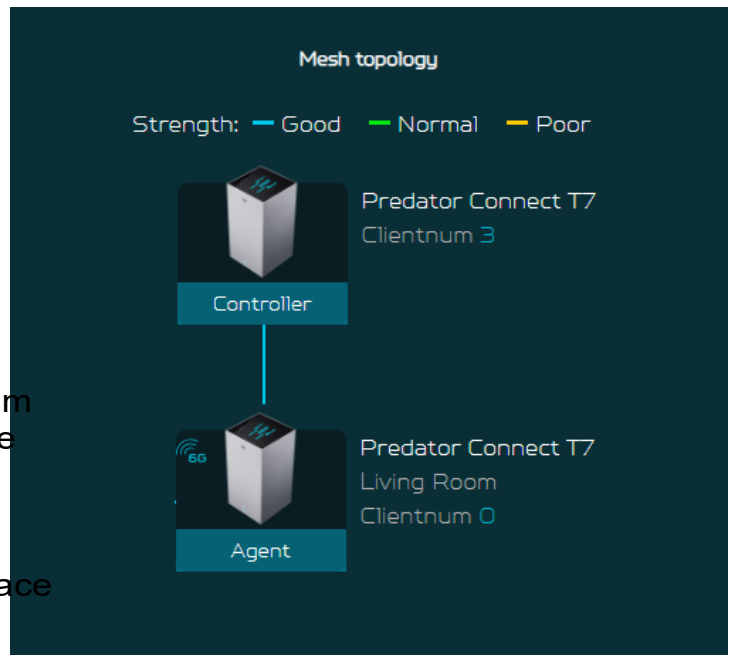 Mesh topology
Strength: Good Normal Poor
Predator Connect T7
Clientnum 3
Controller
6G
Predator Connect T7
Living Room
Clientnum 0
Agent